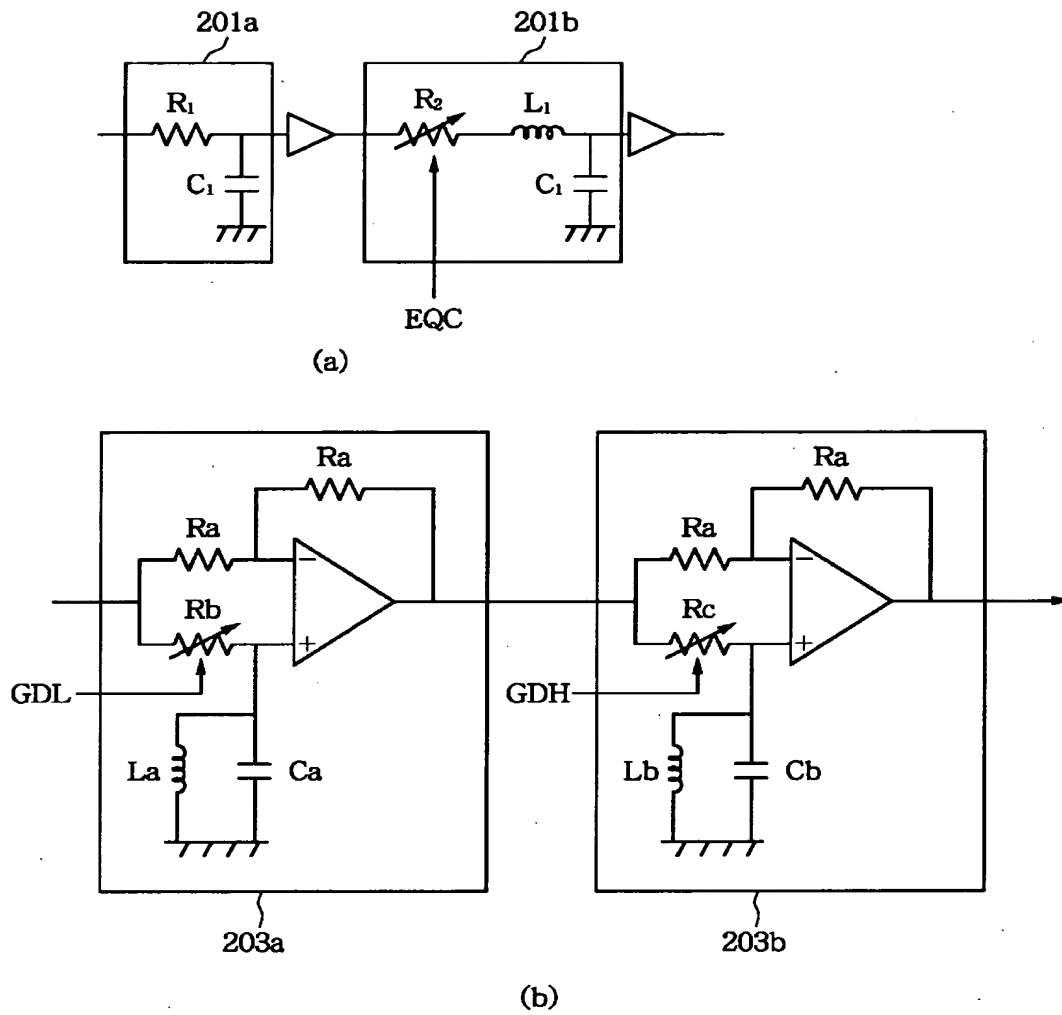 201a
201b
R₁
C₁
R₂
L₁
C₁
EQC
(a)
Ra
Ra
Ra
Ra
−
−
Rb
Rc
+
+
GDL
GDH
La
Ca
Lb
Cb
203a
203b
(b)